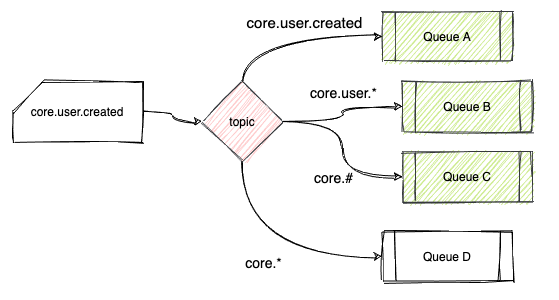 core.user.created
Queue A
core.user.*
Queue B
core.user.created
topic
core.#
Queue C
core.*
Queue D